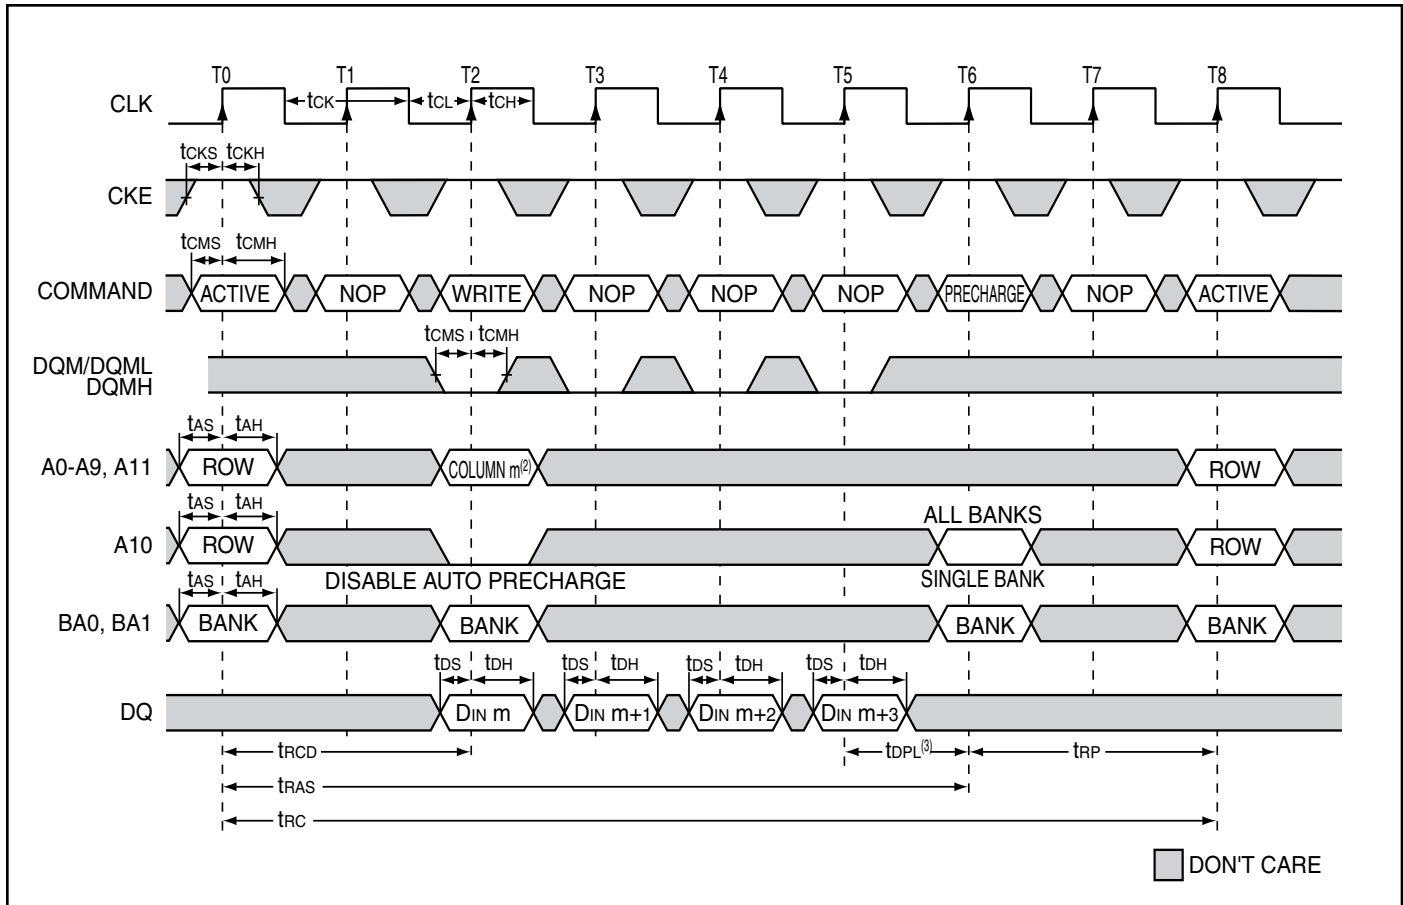 T0 T1 T2 T3 T4 T5 T6 T7 T8
CLK tCK tCL tCH
tCKS tCKH
CKE
tCMS tCMH
COMMAND ACTIVE NOP WRITE NOP NOP NOP PRECHARGE NOP ACTIVE
tCMS tCMH
DQM/DQML
DQMH
tAS tAH
A0-A9, A11 ROW COLUMN m(2) ROW
tAS tAH
ALL BANKS
A10 ROW ROW
DISABLE AUTO PRECHARGE SINGLE BANK
tAS tAH
BA0, BA1 BANK BANK BANK BANK
tDS tDH tDS tDH tDS tDH tDS tDH
DQ DIN m DIN m+1 DIN m+2 DIN m+3
tRCD tDPL(3) tRP
tRAS
tRC
DON'T CARE